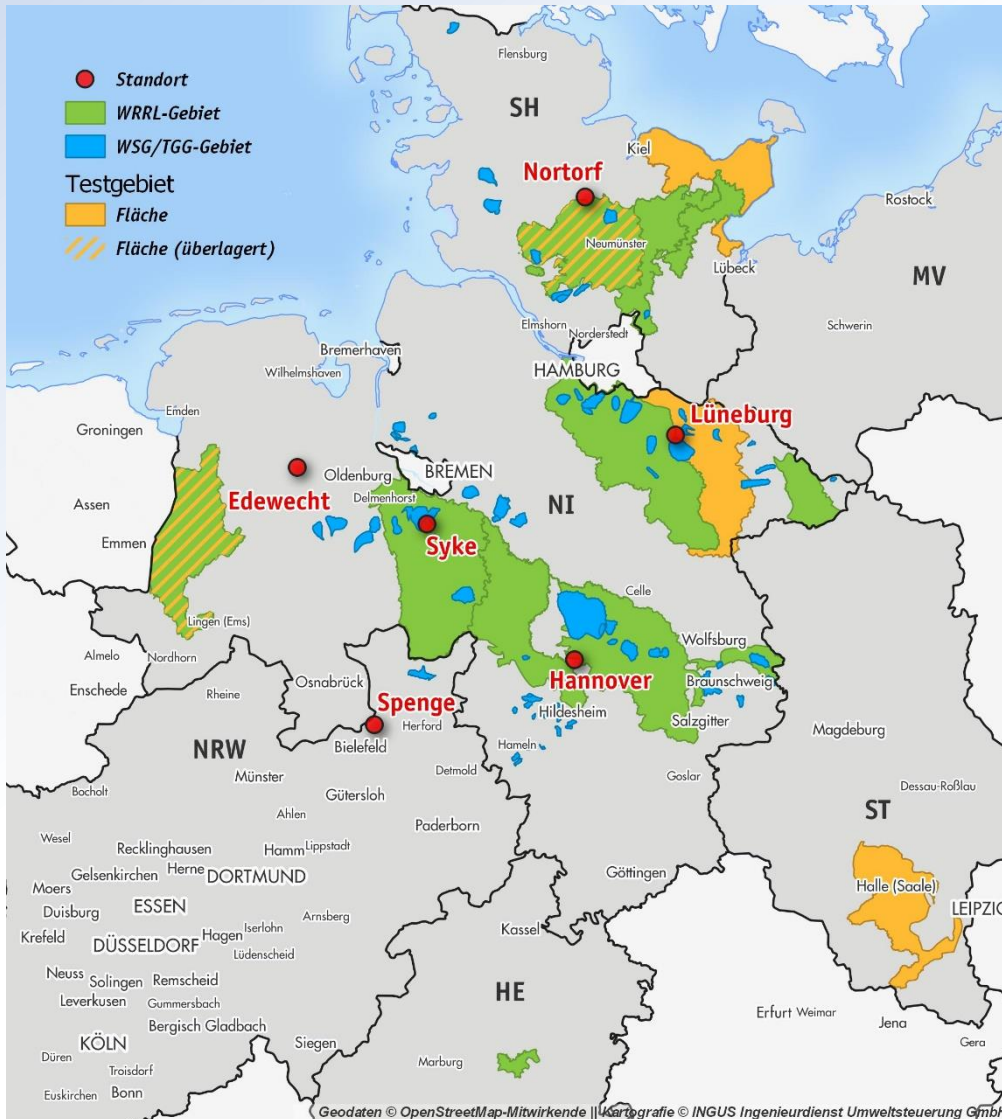 Flensburg
Standort
WRRL-Gebiet
SH
WSG/TGG-Gebiet
Kiel
Testgebiet
Nortorf
Fläche
Rostock
Fläche (überlagert)
Neumünster
Lübeck
MV
Elmshorn
Schwerin
Norderstedt
Bremerhaven
HAMBURG
Wilhelmshaven
Emden
Lüneburg
Groningen
Oldenburg
BREMEN
Edewecht
Delmenhorst
Assen
NI
Emmen
Syke
Celle
Lingen (Ems)
Wolfsburg
Almelo
Nordhorn
Hannover
Braunschweig
Enschede
Osnabrück
Rheine
Spenge
Hildesheim
Salzgitter
Herford
Magdeburg
NRW
Bielefeld
Hameln
Münster
Detmold
Goslar
Dessau-Roßlau
Bocholt
Gütersloh
ST
Ahlen
Paderborn
Wesel
Recklinghausen
Hamm
Lippstadt
Göttingen
Gelsenkirchen
Herne
DORTMUND
Halle (Saale)
Moers
Duisburg
ESSEN
Arnsberg
LEIPZIG
Krefeld
Hagen
Iserlohn
Kassel
DÜSSELDORF
Lüdenscheid
Neuss
Solingen
Remscheid
HE
Leverkusen
Gummersbach
Erfurt
Weimar
Bergisch Gladbach
Jena
KÖLN
Siegen
Gera
Düren
Troisdorf
Marburg
Euskirchen
Bonn
Geodaten © OpenStreetMap-Mitwirkende || Kartografie © INGUS Ingenieurdienst Umweltsteuerung GmbH